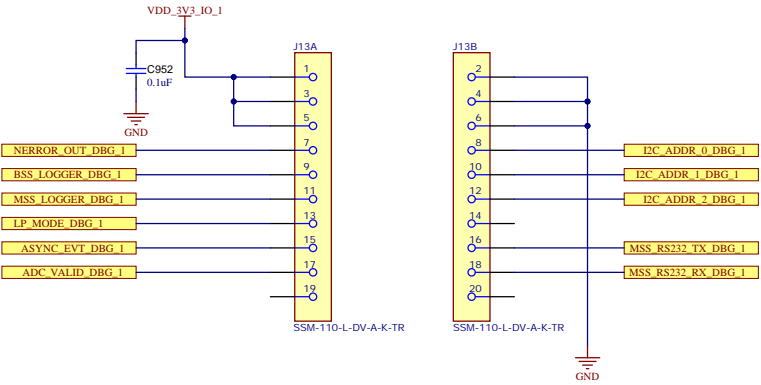 VDD_3V3_IO_1
C952
0.1uF
GND
J13A
1
3
5
7
9
11
13
15
17
19
SSM-110-L-DV-A-K-TR
NERROR_OUT_DBG_1
BSS_LOGGER_DBG_1
MSS_LOGGER_DBG_1
LP_MODE_DBG_1
ASYNC_EVT_DBG_1
ADC_VALID_DBG_1
J13B
2
4
6
8
10
12
14
16
18
20
SSM-110-L-DV-A-K-TR
I2C_ADDR_0_DBG_1
I2C_ADDR_1_DBG_1
I2C_ADDR_2_DBG_1
MSS_RS232_TX_DBG_1
MSS_RS232_RX_DBG_1
GND